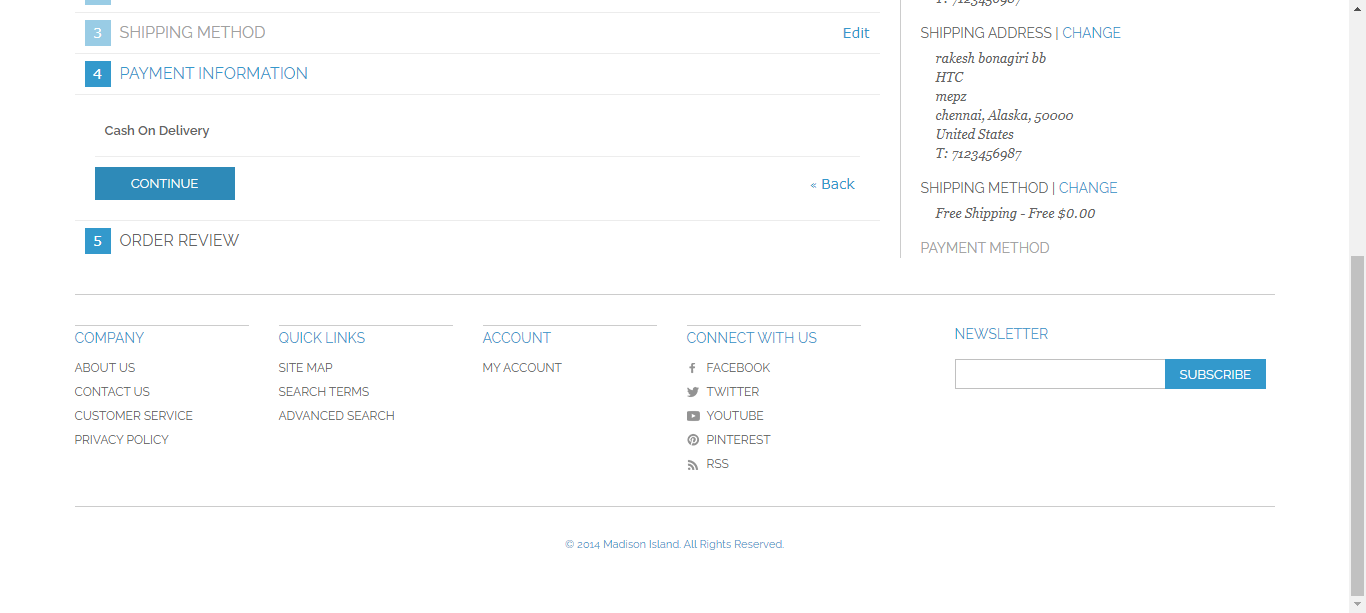 3 SHIPPING METHOD Edit
4 PAYMENT INFORMATION
Cash On Delivery
CONTINUE « Back
5 ORDER REVIEW
T: 7123456987
SHIPPING ADDRESS | CHANGE
rakesh bonagiri bb
HTC
mepz
chennai, Alaska, 50000
United States
T: 7123456987
SHIPPING METHOD | CHANGE
Free Shipping - Free $0.00
PAYMENT METHOD
COMPANY
ABOUT US
CONTACT US
CUSTOMER SERVICE
PRIVACY POLICY
QUICK LINKS
SITE MAP
SEARCH TERMS
ADVANCED SEARCH
ACCOUNT
MY ACCOUNT
CONNECT WITH US
FACEBOOK
TWITTER
YOUTUBE
PINTEREST
RSS
NEWSLETTER
SUBSCRIBE
© 2014 Madison Island. All Rights Reserved.